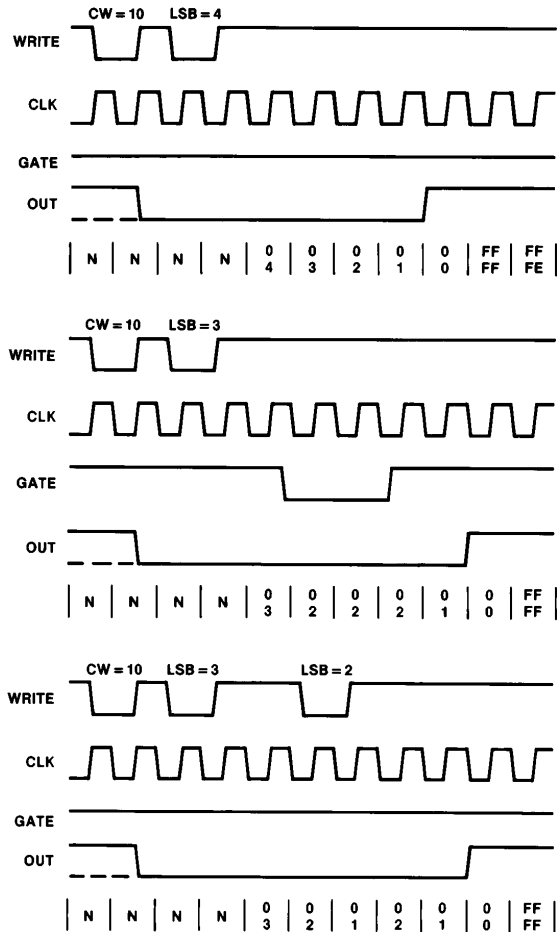 CW = 10 LSB = 4
WRITE
CLK
GATE
OUT
| N | N | N | N | 0 4 | 0 3 | 0 2 | 0 1 | 0 0 | FF FF | FF FE |
CW = 10 LSB = 3
WRITE
CLK
GATE
OUT
| N | N | N | N | 0 3 | 0 2 | 0 2 | 0 2 | 0 1 | 0 0 | FF FF |
CW = 10 LSB = 3 LSB = 2
WRITE
CLK
GATE
OUT
| N | N | N | N | 0 3 | 0 2 | 0 1 | 0 2 | 0 1 | 0 0 | FF FF |